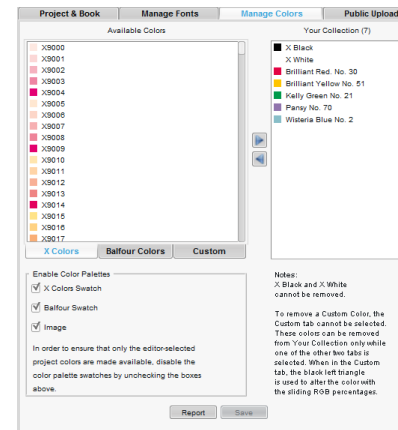 Project & Book Manage Fonts Manage Colors Public Upload
Available Colors
X9000
X9001
X9002
X9003
X9004
X9005
X9006
X9007
X9008
X9009
X9010
X9011
X9012
X9013
X9014
X9015
X9016
X9017
X Colors Balfour Colors Custom
Your Collection (7)
X Black
X White
Brilliant Red. No. 30
Brilliant Yellow No. 51
Kelly Green No. 21
Pansy No. 70
Wisteria Blue No. 2
Enable Color Palettes
X Colors Swatch
Balfour Swatch
Image
In order to ensure that only the editor-selected
project colors are made available, disable the
color palette swatches by unchecking the boxes
above.
Notes:
X Black and X White
cannot be removed.
To remove a Custom Color, the
Custom tab cannot be selected.
These colors can be removed
from Your Collection only while
one of the other two tabs is
selected. When in the Custom
tab, the black left triangle
is used to alter the color with
the sliding RGB percentages.
Report Save